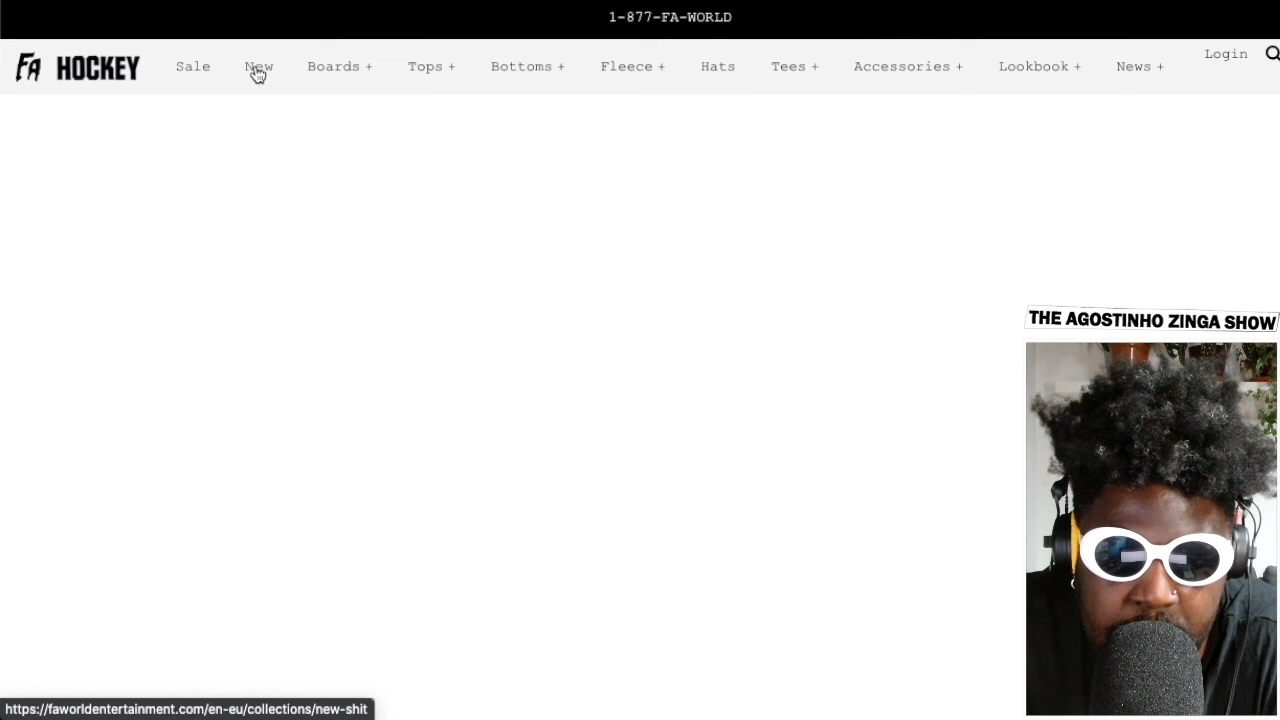 1-877-FA-WORLD
FA HOCKEY Sale New Boards + Tops + Bottoms + Fleece + Hats Tees + Accessories + Lookbook + News + Login
THE AGOSTINHO ZINGA SHOW
https://faworldentertainment.com/en-eu/collections/new-shit